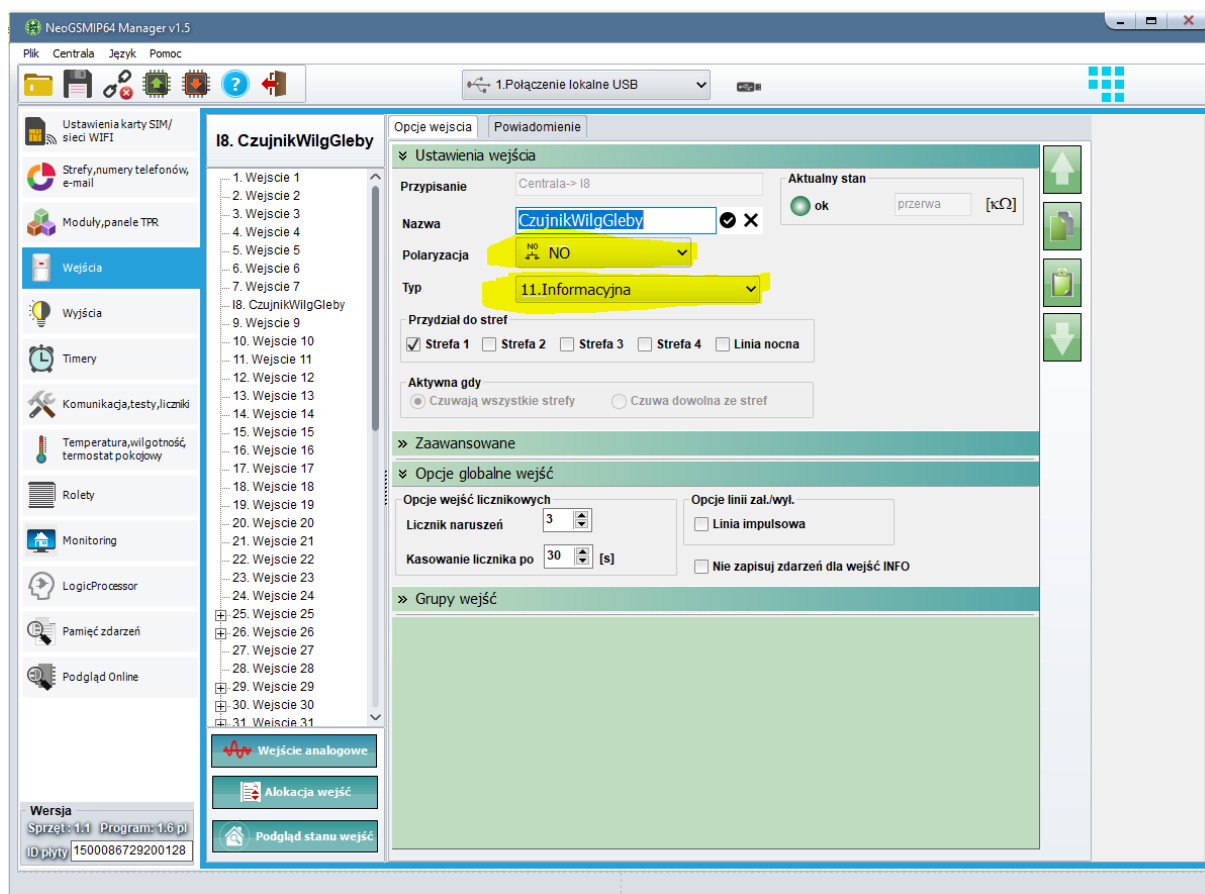 NeoGSMIP64 Manager v1.5
Plik Centrala Język Pomoc
1.Połączenie lokalne USB
Ustawienia karty SIM/
sieci WIFI
Strefy,numery telefonów,
e-mail
Moduły,panele TPR
Wejścia
Wyjścia
Timery
Komunikacja,testy,liczniki
Temperatura,wilgotność,
termostat pokojowy
Rolety
Monitoring
LogicProcessor
Pamięć zdarzeń
Podgląd Online
Wersja
Sprzęt: 1.1 Program: 1.6 pl
ID płyty 1500086729200128
I8. CzujnikWilgGleby
1. Wejscie 1
2. Wejscie 2
3. Wejscie 3
4. Wejscie 4
5. Wejscie 5
6. Wejscie 6
7. Wejscie 7
I8. CzujnikWilgGleby
9. Wejscie 9
10. Wejscie 10
11. Wejscie 11
12. Wejscie 12
13. Wejscie 13
14. Wejscie 14
15. Wejscie 15
16. Wejscie 16
17. Wejscie 17
18. Wejscie 18
19. Wejscie 19
20. Wejscie 20
21. Wejscie 21
22. Wejscie 22
23. Wejscie 23
24. Wejscie 24
25. Wejscie 25
26. Wejscie 26
27. Wejscie 27
28. Wejscie 28
29. Wejscie 29
30. Wejscie 30
31. Wejscie 31
Wejście analogowe
Alokacja wejść
Podgląd stanu wejść
Opcje wejscia Powiadomienie
Ustawienia wejścia
Przypisanie Centrala-> I8
Aktualny stan
ok przerwa [κΩ]
Nazwa CzujnikWilgGleby
Polaryzacja NO NO
Typ 11.Informacyjna
Przydział do stref
Strefa 1 Strefa 2 Strefa 3 Strefa 4 Linia nocna
Aktywna gdy
Czuwają wszystkie strefy Czuwa dowolna ze stref
Zaawansowane
Opcje globalne wejść
Opcje wejść licznikowych
Licznik naruszeń 3
Kasowanie licznika po 30 [s]
Opcje linii zał./wył.
Linia impulsowa
Nie zapisuj zdarzeń dla wejść INFO
Grupy wejść